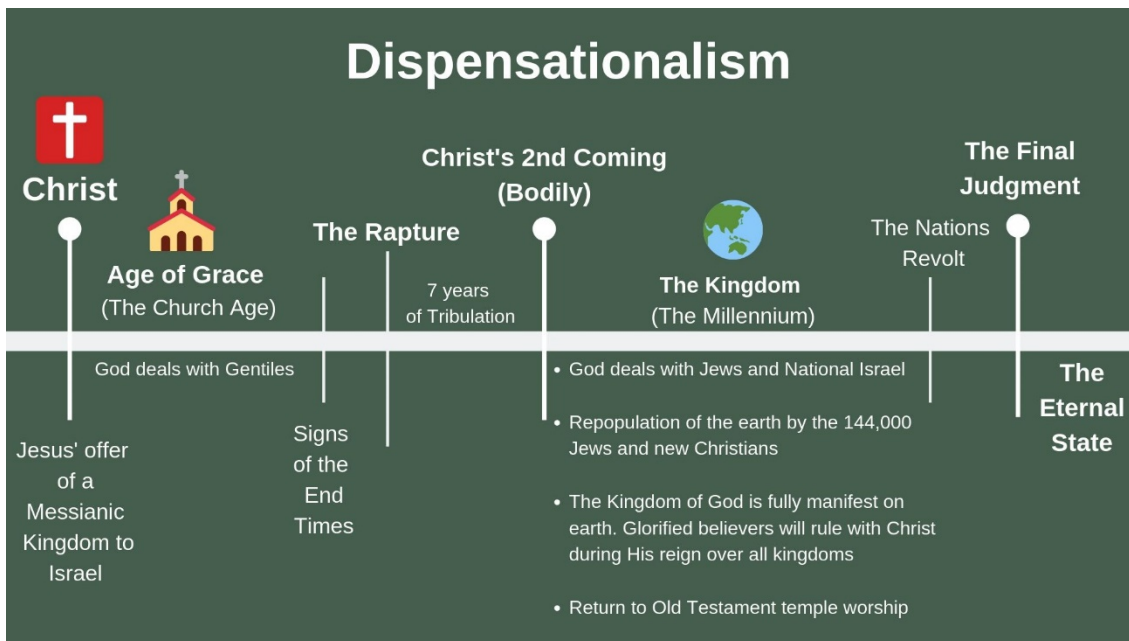 Dispensationalism
Christ
Age of Grace
(The Church Age)
The Rapture
7 years
of Tribulation
Christ's 2nd Coming
(Bodily)
The Kingdom
(The Millennium)
The Nations
Revolt
The Final
Judgment
God deals with Gentiles
Jesus' offer
of a
Messianic
Kingdom to
Israel
Signs
of the
End
Times
• God deals with Jews and National Israel
• Repopulation of the earth by the 144,000
Jews and new Christians
• The Kingdom of God is fully manifest on
earth. Glorified believers will rule with Christ
during His reign over all kingdoms
• Return to Old Testament temple worship
The
Eternal
State